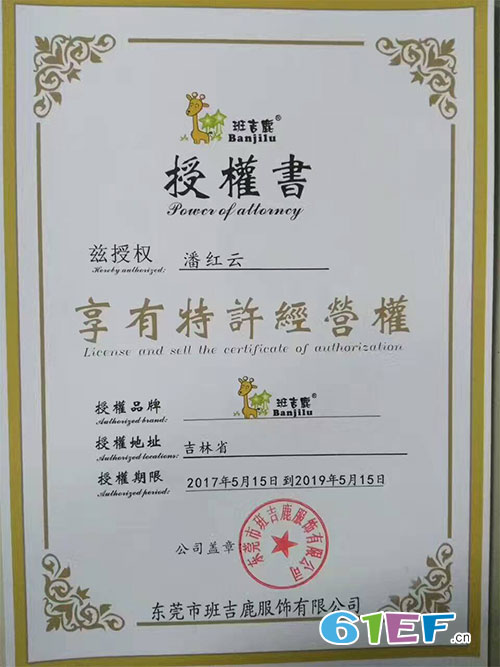 班吉鹿®
Banjilu
授權書
Power of attorney
兹授权 潘红云
Hereby authorized:
享有特許經營權
License and sell the certificate of authorization
授權品牌 班吉鹿®
Authorized brand: Banjilu
授權地址 吉林省
Authorized locations:
授權期限 2017年5月15日到2019年5月15日
Authorized period:
东莞市班吉鹿服饰有限公司
公司盖章
东莞市班吉鹿服饰有限公司
61EF.cn